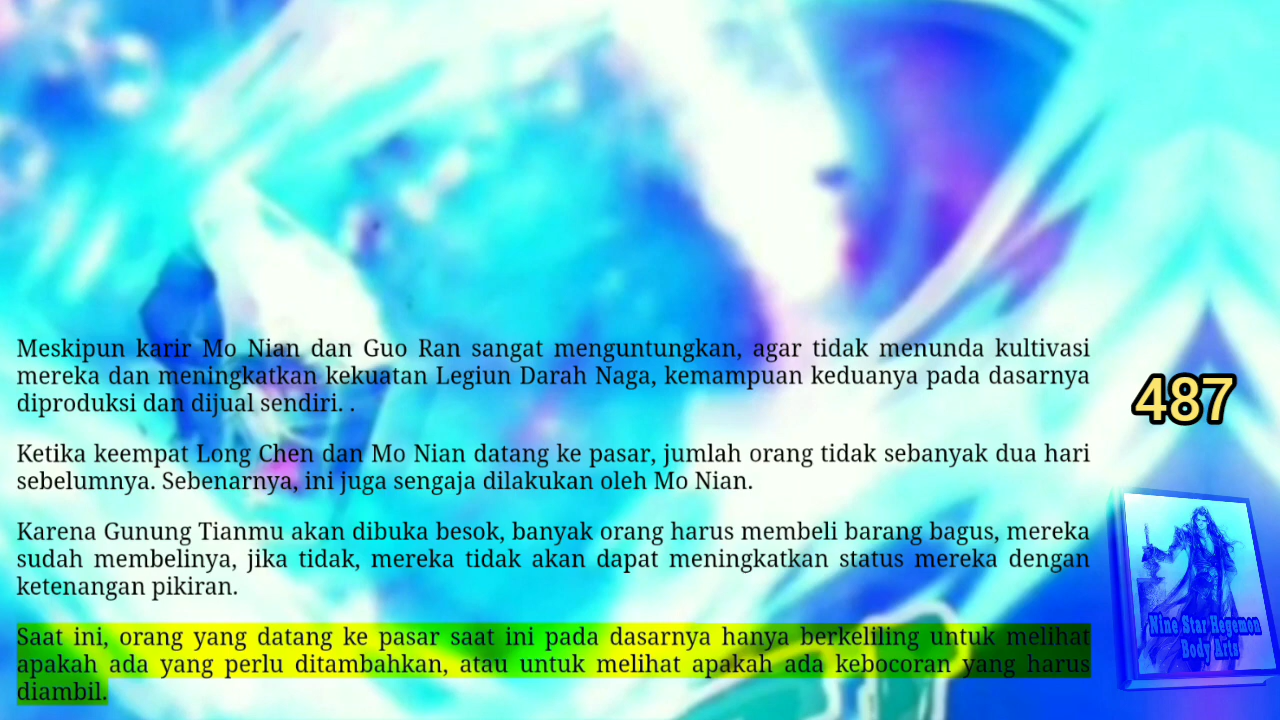 Meskipun karir Mo Nian dan Guo Ran sangat menguntungkan, agar tidak menunda kultivasi
mereka dan meningkatkan kekuatan Legiun Darah Naga, kemampuan keduanya pada dasarnya
diproduksi dan dijual sendiri. .
Ketika keempat Long Chen dan Mo Nian datang ke pasar, jumlah orang tidak sebanyak dua hari
sebelumnya. Sebenarnya, ini juga sengaja dilakukan oleh Mo Nian.
Karena Gunung Tianmu akan dibuka besok, banyak orang harus membeli barang bagus, mereka
sudah membelinya, jika tidak, mereka tidak akan dapat meningkatkan status mereka dengan
ketenangan pikiran.
Saat ini, orang yang datang ke pasar saat ini pada dasarnya hanya berkeliling untuk melihat
apakah ada yang perlu ditambahkan, atau untuk melihat apakah ada kebocoran yang harus
diambil.
487
Nine Star Hegemon
Body Arts